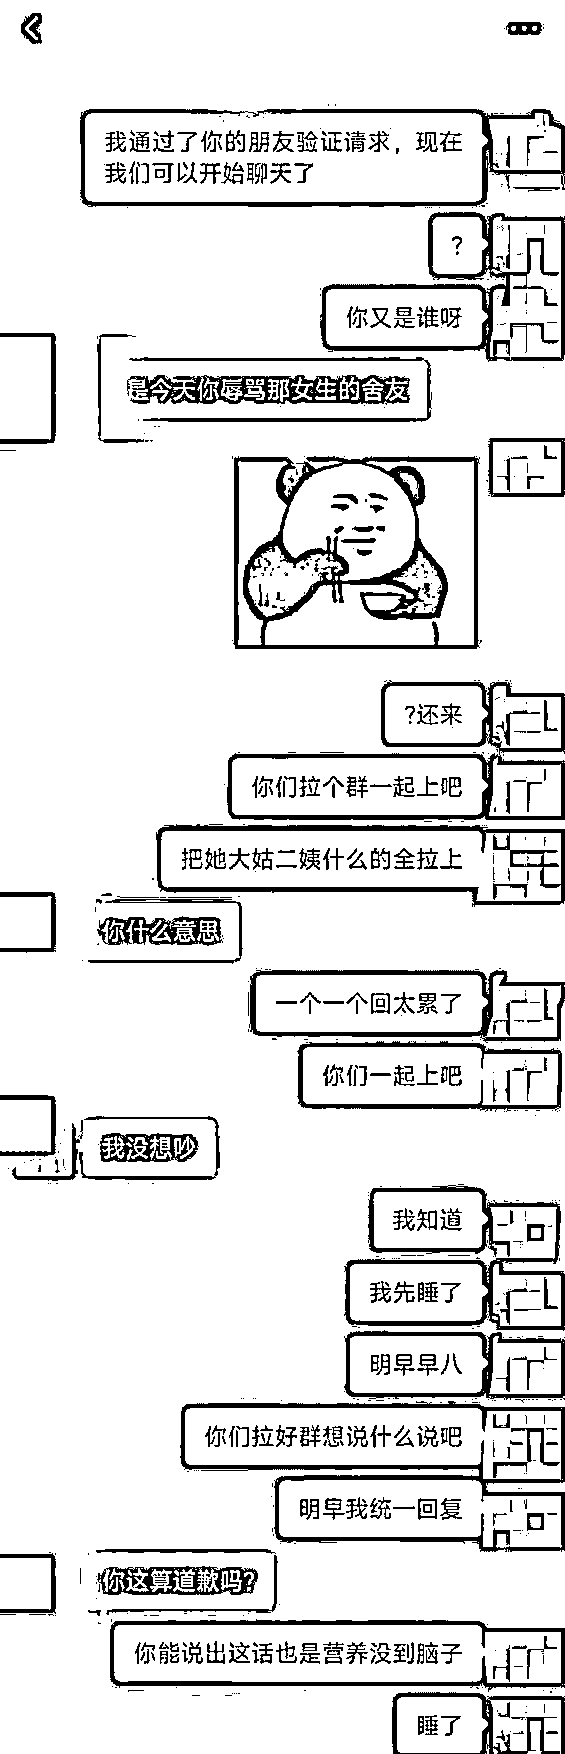 我通过了你的朋友验证请求，现在
我们可以开始聊天了
?
你又是谁呀
是今天你辱骂那女生的舍友
?还来
你们拉个群一起上吧
把她大姑二姨什么的全拉上
你什么意思
一个一个回太累了
你们一起上吧
我没想吵
我知道
我先睡了
明早早八
你们拉好群想说什么说吧
明早我统一回复
你这算道歉吗?
你能说出这话也是营养没到脑子
睡了